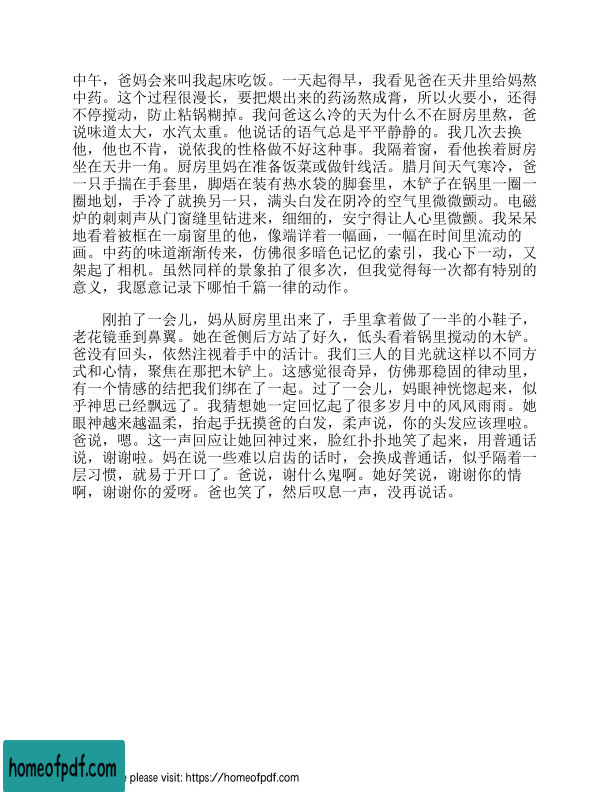 中午，爸妈会来叫我起床吃饭。一天起得早，我看见爸在天井里给妈熬
中药。这个过程很漫长，要把煨出来的药汤熬成膏，所以火要小，还得
不停搅动，防止粘锅糊掉。我问爸这么冷的天为什么不在厨房里熬，爸
说味道太大，水汽太重。他说话的语气总是平平静静的。我几次去换
他，他也不肯，说依我的性格做不好这种事。我隔着窗，看他挨着厨房
坐在天井一角。厨房里妈在准备饭菜或做针线活。腊月间天气寒冷，爸
一只手揣在手套里，脚焐在装有热水袋的脚套里，木铲子在锅里一圈一
圈地划，手冷了就换另一只，满头白发在阴冷的空气里微微颤动。电磁
炉的刺刺声从门窗缝里钻进来，细细的，安宁得让人心里微颤。我呆呆
地看着被框在一扇窗里的他，像端详着一幅画，一幅在时间里流动的
画。中药的味道渐渐传来，仿佛很多暗色记忆的索引，我心下一动，又
架起了相机。虽然同样的景象拍了很多次，但我觉得每一次都有特别的
意义，我愿意记录下哪怕千篇一律的动作。
刚拍了一会儿，妈从厨房里出来了，手里拿着做了一半的小鞋子，
老花镜垂到鼻翼。她在爸侧后方站了好久，低头看着锅里搅动的木铲。
爸没有回头，依然注视着手中的活计。我们三人的目光就这样以不同方
式和心情，聚焦在那把木铲上。这感觉很奇异，仿佛那稳固的律动里，
有一个情感的结把我们绑在了一起。过了一会儿，妈眼神恍惚起来，似
乎神思已经飘远了。我猜想她一定回忆起了很多岁月中的风风雨雨。她
眼神越来越温柔，抬起手抚摸爸的白发，柔声说，你的头发应该理啦。
爸说，嗯。这一声回应让她回神过来，脸红扑扑地笑了起来，用普通话
说，谢谢啦。妈在说一些难以启齿的话时，会换成普通话，似乎隔着一
层习惯，就易于开口了。爸说，谢什么鬼啊。她好笑说，谢谢你的情
啊，谢谢你的爱呀。爸也笑了，然后叹息一声，没再说话。
homeofpdf.com
e please visit: https://homeofpdf.com